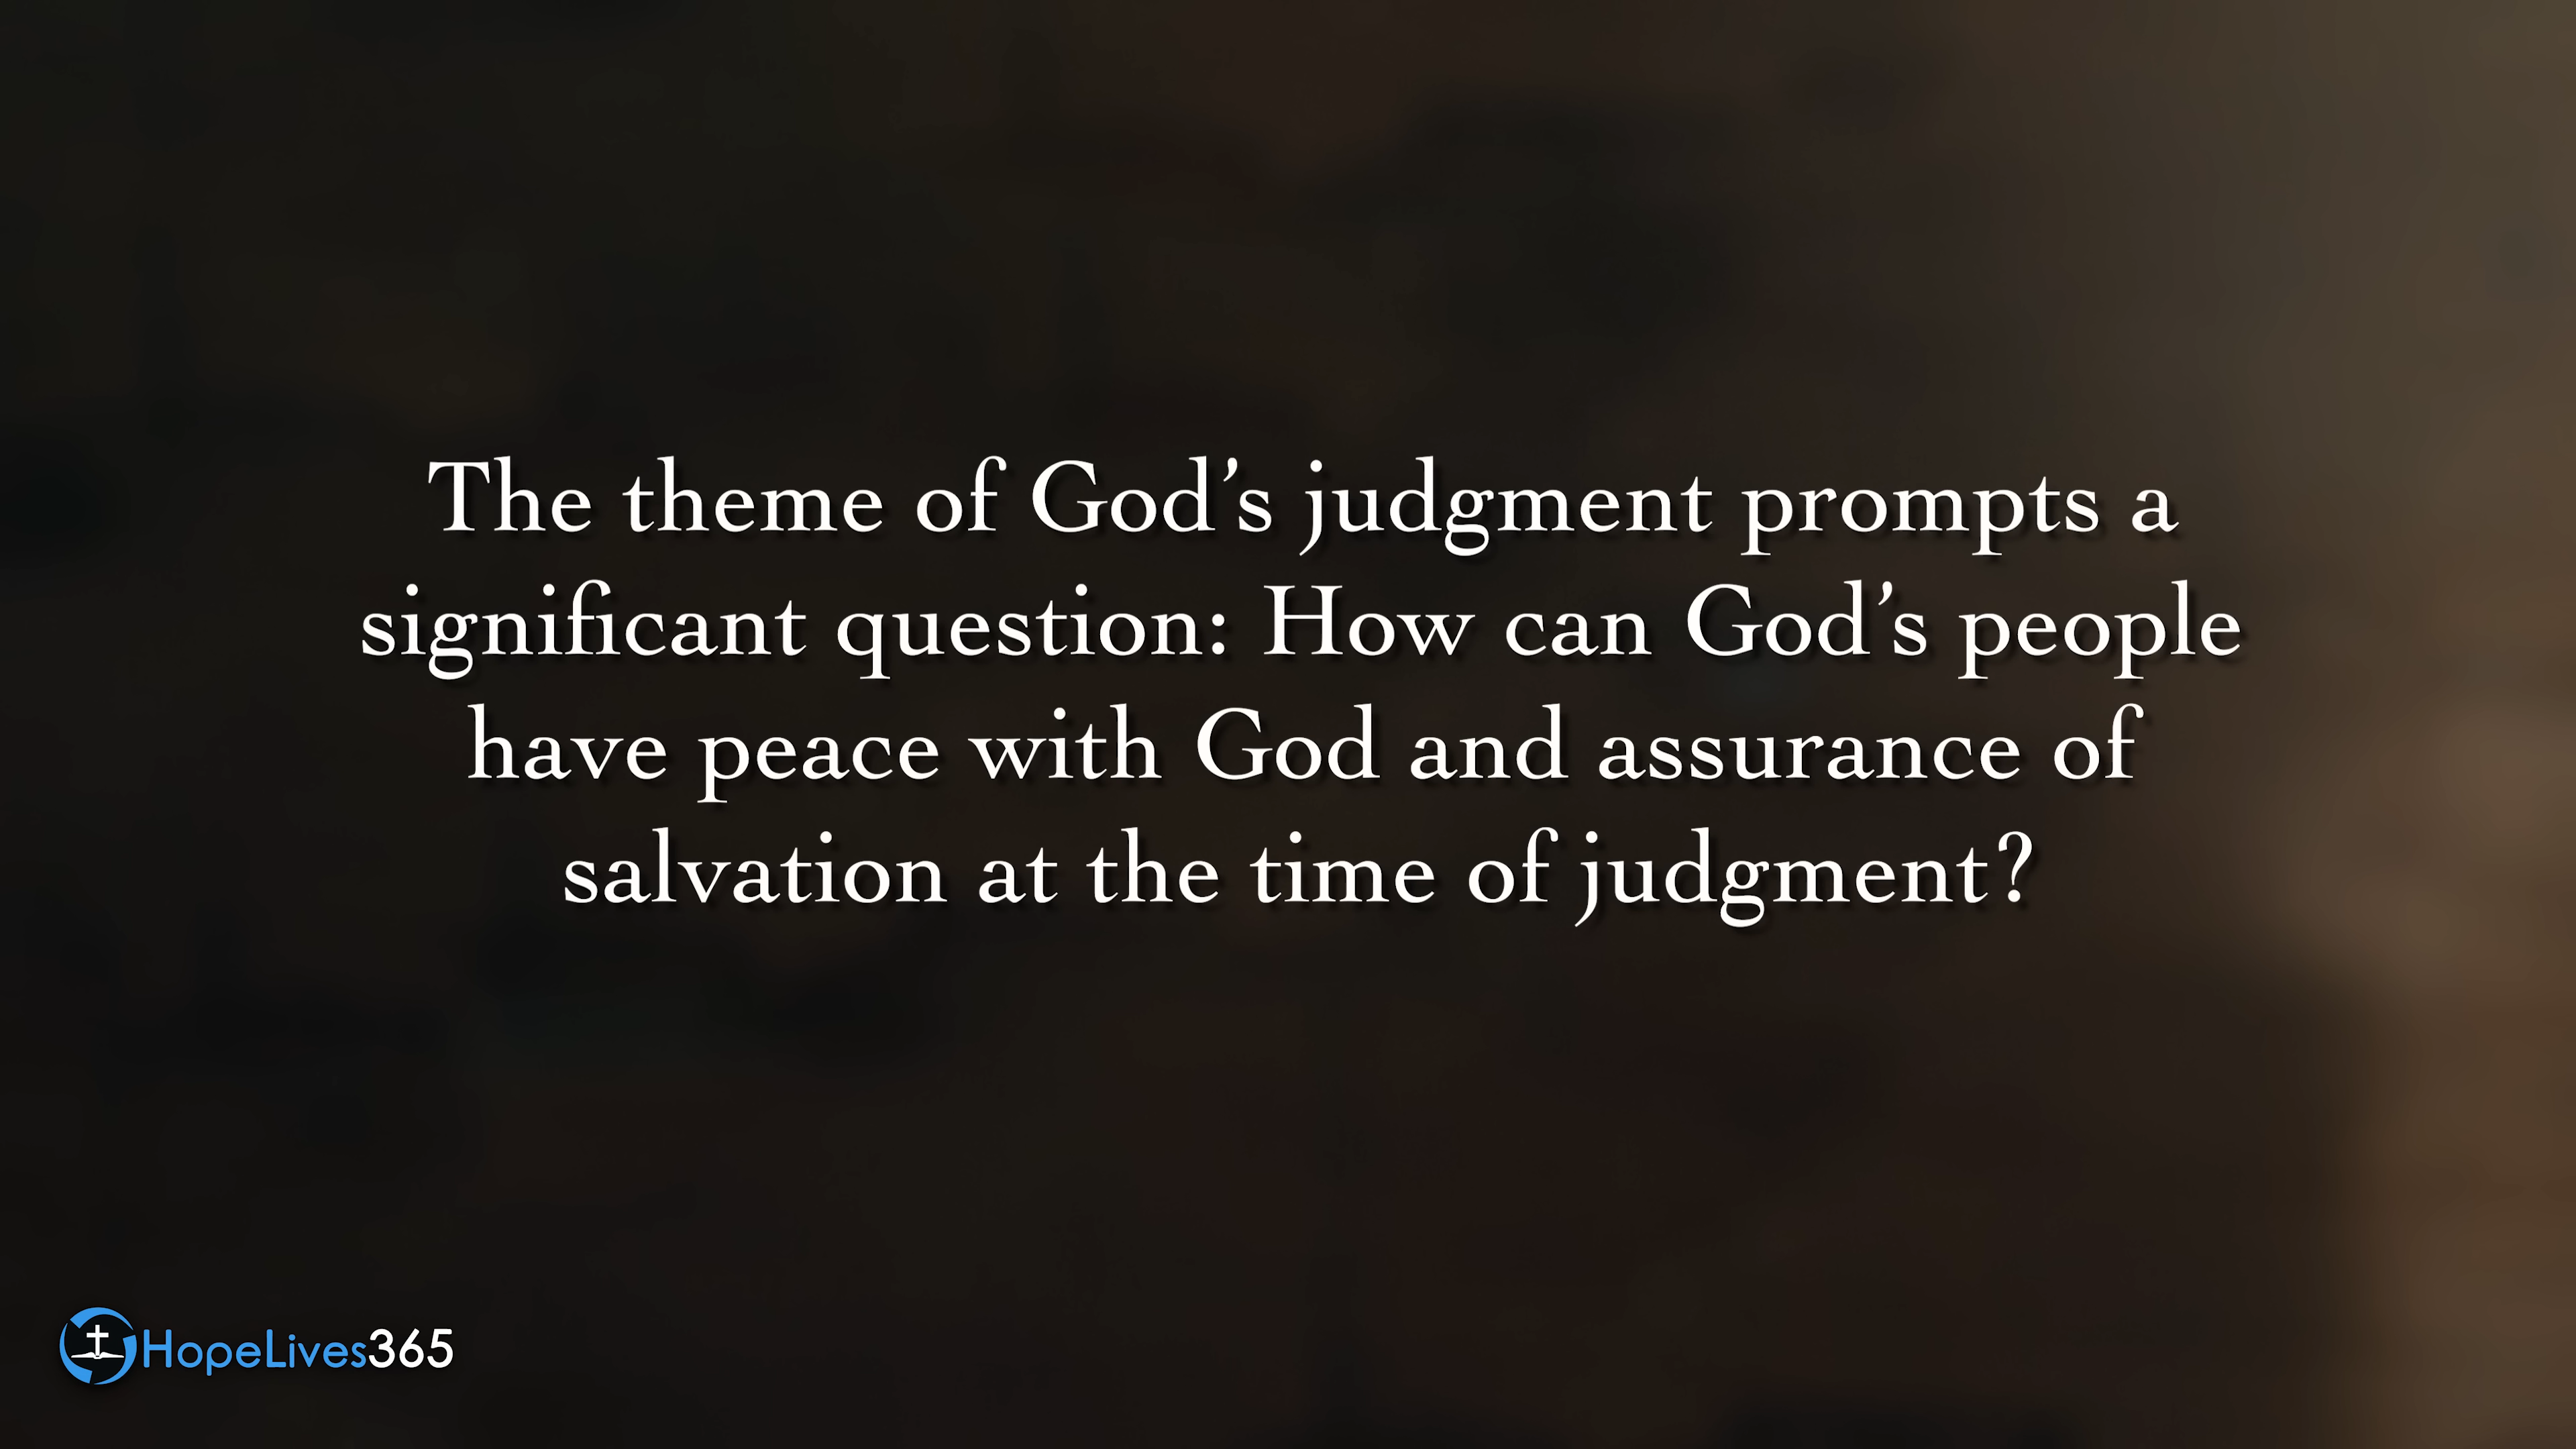 The theme of God’s judgment prompts a
significant question: How can God’s people
have peace with God and assurance of
salvation at the time of judgment?
HopeLives365